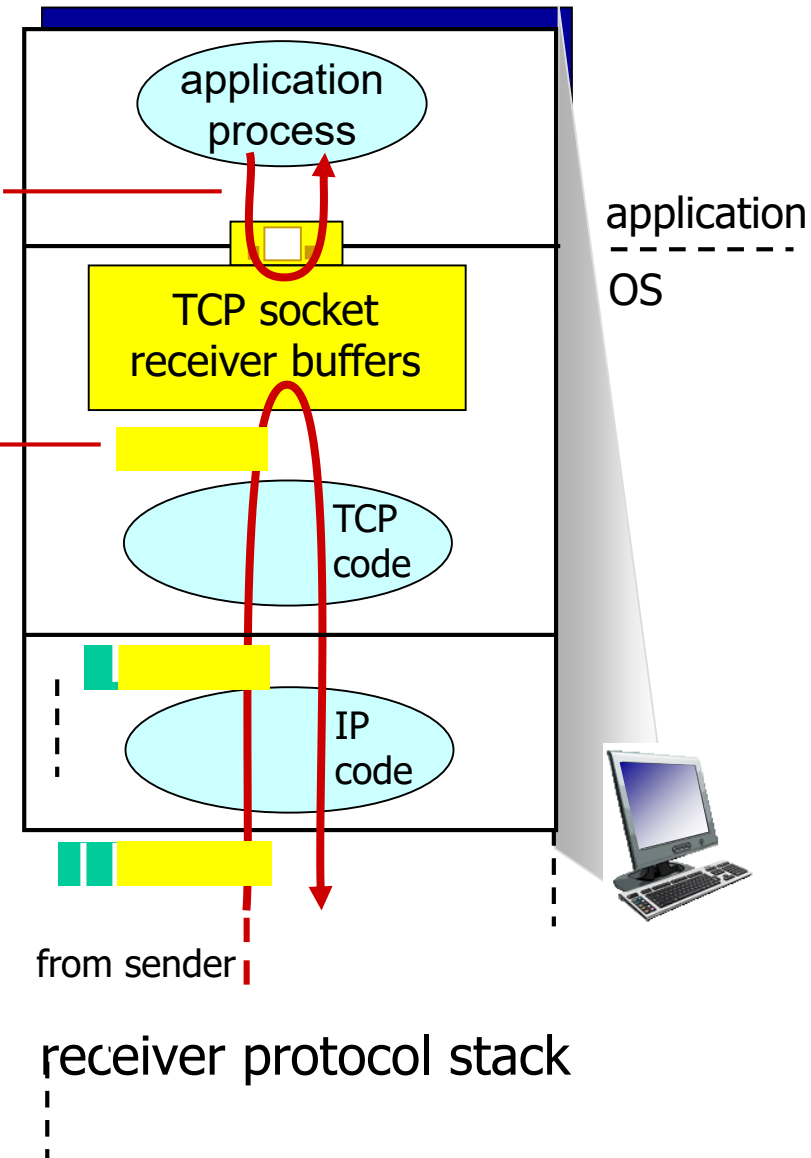 application
process
application
OS
TCP socket
receiver buffers
TCP
code
IP
code
from sender
receiver protocol stack